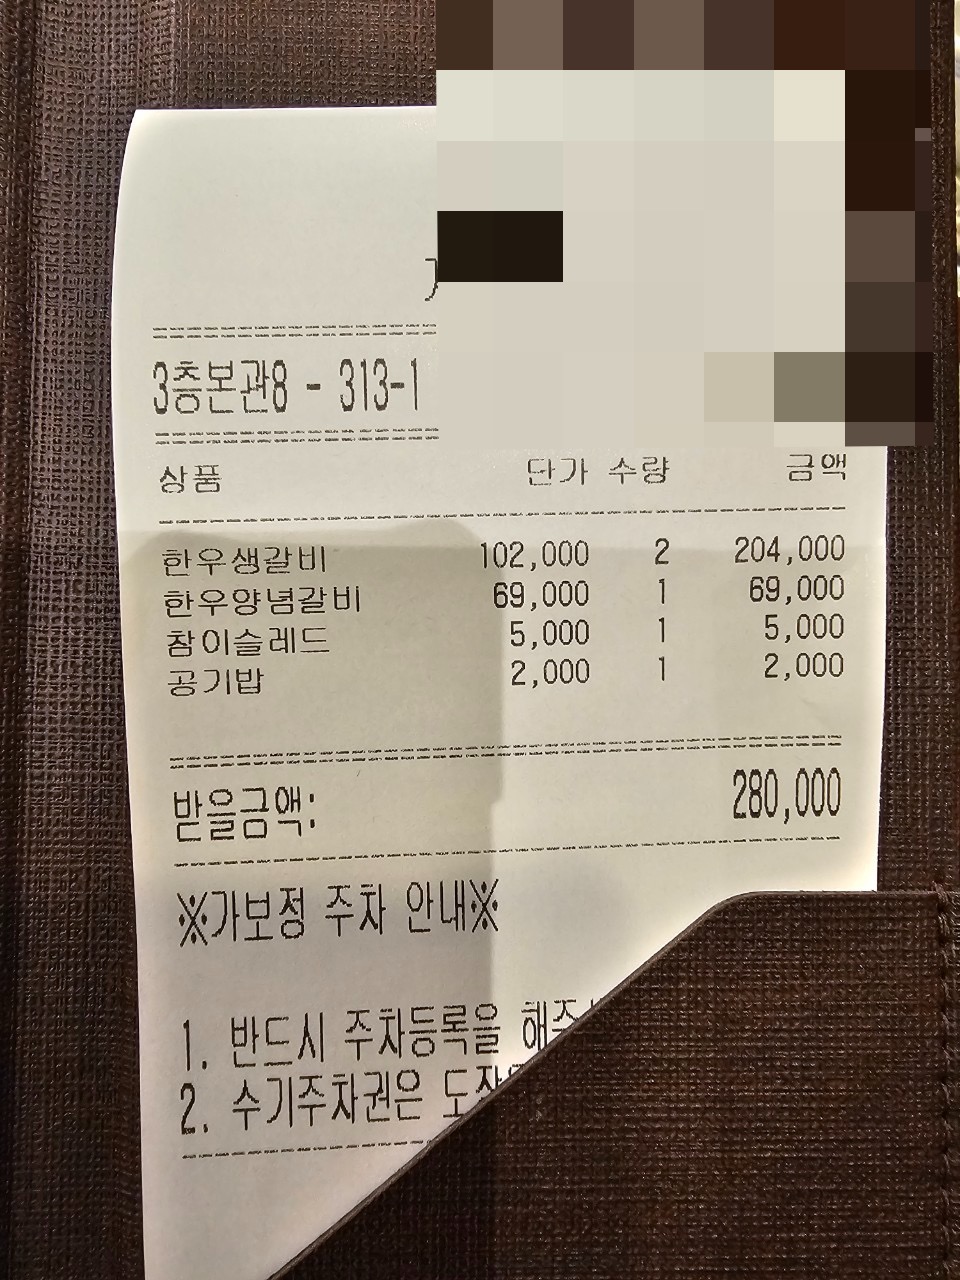 3층본관8 - 313-1
상품 단가 수량 금액
한우생갈비 102,000 2 204,000
한우양념갈비 69,000 1 69,000
참이슬레드 5,000 1 5,000
공기밥 2,000 1 2,000
받을금액: 280,000
※가보정 주차 안내※
1. 반드시 주차등록을
2. 수기주차권은